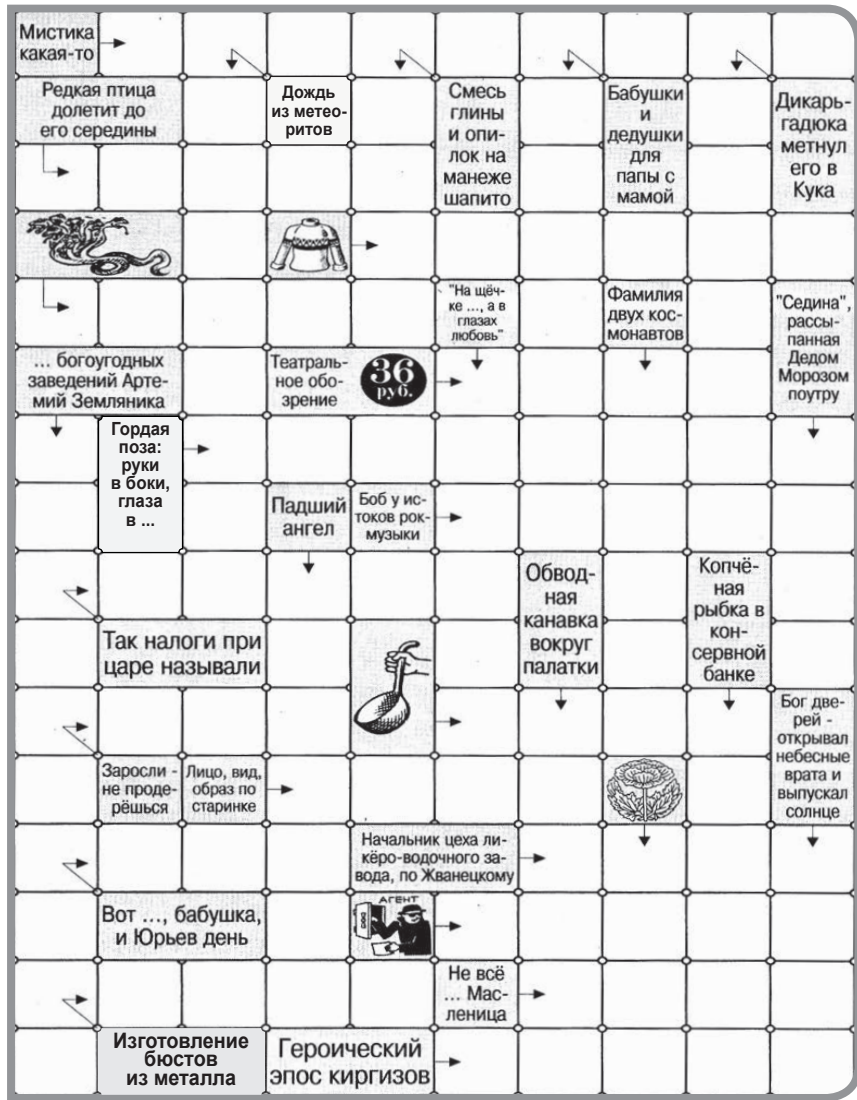 Мистика
какая-то
Редкая птица
долетит до
его середины
Дождь
из метео-
ритов
Смесь
глины
и опи-
лок на
манеже
шапито
Бабушки
и
дедушки
для
папы с
мамой
Дикарь-
гадюка
метнул
его в
Кука
"На щёч-
ке ..., а в
глазах
любовь"
Фамилия
двух кос-
монавтов
"Седина",
рассы-
панная
Дедом
Морозом
поутру
... богоугодных
заведений Арте-
мий Земляника
Театраль-
ное обо-
зрение
36
руб.
Гордая
поза:
руки
в боки,
глаза
в ...
Падший
ангел
Боб у ис-
токов рок-
музыки
Обвод-
ная
канавка
вокруг
палатки
Копчё-
ная
рыбка в
кон-
сервной
банке
Так налоги при
царе называли
Бог две-
рей -
открывал
небесные
врата и
выпускал
солнце
Заросли -
не проде-
рёшься
Лицо, вид,
образ по
старинке
Начальник цеха ли-
кёро-водочного за-
вода, по Жванецкому
Вот ..., бабушка,
и Юрьев день
АГЕНТ
Не всё
... Мас-
леница
Изготовление
бюстов
из металла
Героический
эпос киргизов